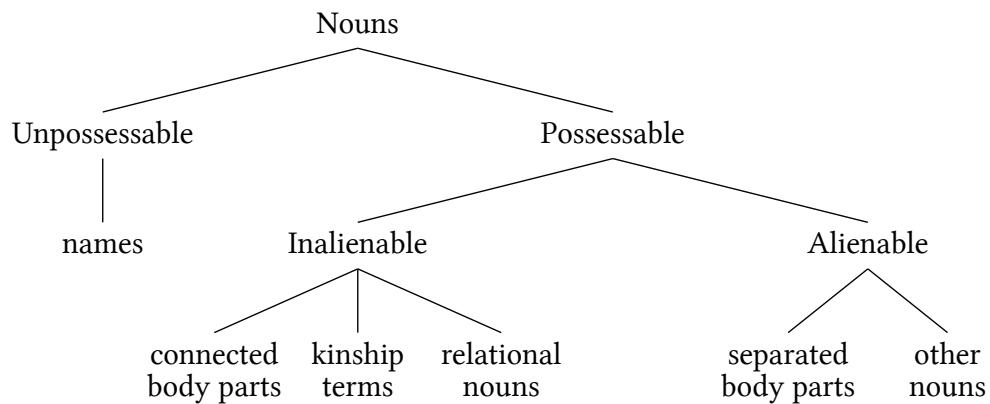 Nouns
Unpossessable
Possessable
names
Inalienable
Alienable
connected body parts
kinship terms
relational nouns
separated body parts
other nouns